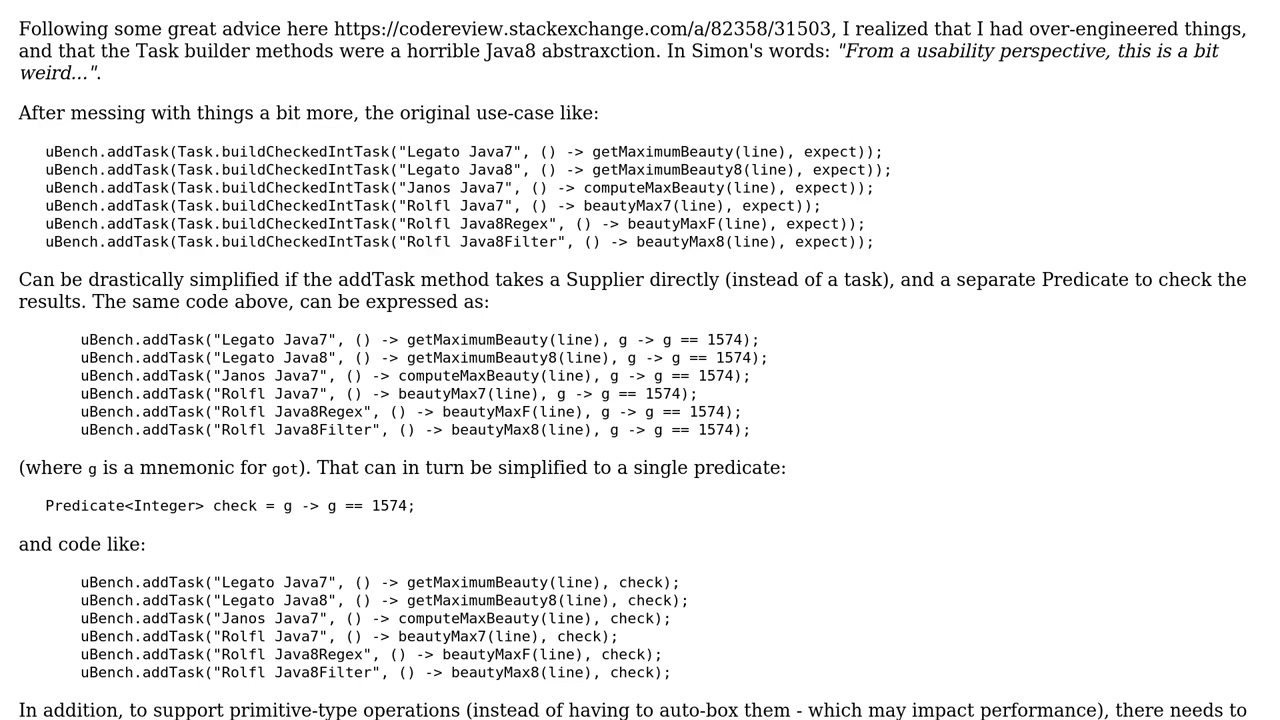 Following some great advice here https://codereview.stackexchange.com/a/82358/31503, I realized that I had over-engineered things,
and that the Task builder methods were a horrible Java8 abstraxction. In Simon's words: "From a usability perspective, this is a bit
weird...".
After messing with things a bit more, the original use-case like:
uBench.addTask(Task.buildCheckedIntTask("Legato Java7", () -> getMaximumBeauty(line), expect));
uBench.addTask(Task.buildCheckedIntTask("Legato Java8", () -> getMaximumBeauty8(line), expect));
uBench.addTask(Task.buildCheckedIntTask("Janos Java7", () -> computeMaxBeauty(line), expect));
uBench.addTask(Task.buildCheckedIntTask("Rolfl Java7", () -> beautyMax7(line), expect));
uBench.addTask(Task.buildCheckedIntTask("Rolfl Java8Regex", () -> beautyMaxF(line), expect));
uBench.addTask(Task.buildCheckedIntTask("Rolfl Java8Filter", () -> beautyMax8(line), expect));
Can be drastically simplified if the addTask method takes a Supplier directly (instead of a task), and a separate Predicate to check the
results. The same code above, can be expressed as:
uBench.addTask("Legato Java7", () -> getMaximumBeauty(line), g -> g == 1574);
uBench.addTask("Legato Java8", () -> getMaximumBeauty8(line), g -> g == 1574);
uBench.addTask("Janos Java7", () -> computeMaxBeauty(line), g -> g == 1574);
uBench.addTask("Rolfl Java7", () -> beautyMax7(line), g -> g == 1574);
uBench.addTask("Rolfl Java8Regex", () -> beautyMaxF(line), g -> g == 1574);
uBench.addTask("Rolfl Java8Filter", () -> beautyMax8(line), g -> g == 1574);
(where g is a mnemonic for got). That can in turn be simplified to a single predicate:
Predicate<Integer> check = g -> g == 1574;
and code like:
uBench.addTask("Legato Java7", () -> getMaximumBeauty(line), check);
uBench.addTask("Legato Java8", () -> getMaximumBeauty8(line), check);
uBench.addTask("Janos Java7", () -> computeMaxBeauty(line), check);
uBench.addTask("Rolfl Java7", () -> beautyMax7(line), check);
uBench.addTask("Rolfl Java8Regex", () -> beautyMaxF(line), check);
uBench.addTask("Rolfl Java8Filter", () -> beautyMax8(line), check);
In addition, to support primitive-type operations (instead of having to auto-box them - which may impact performance), there needs to